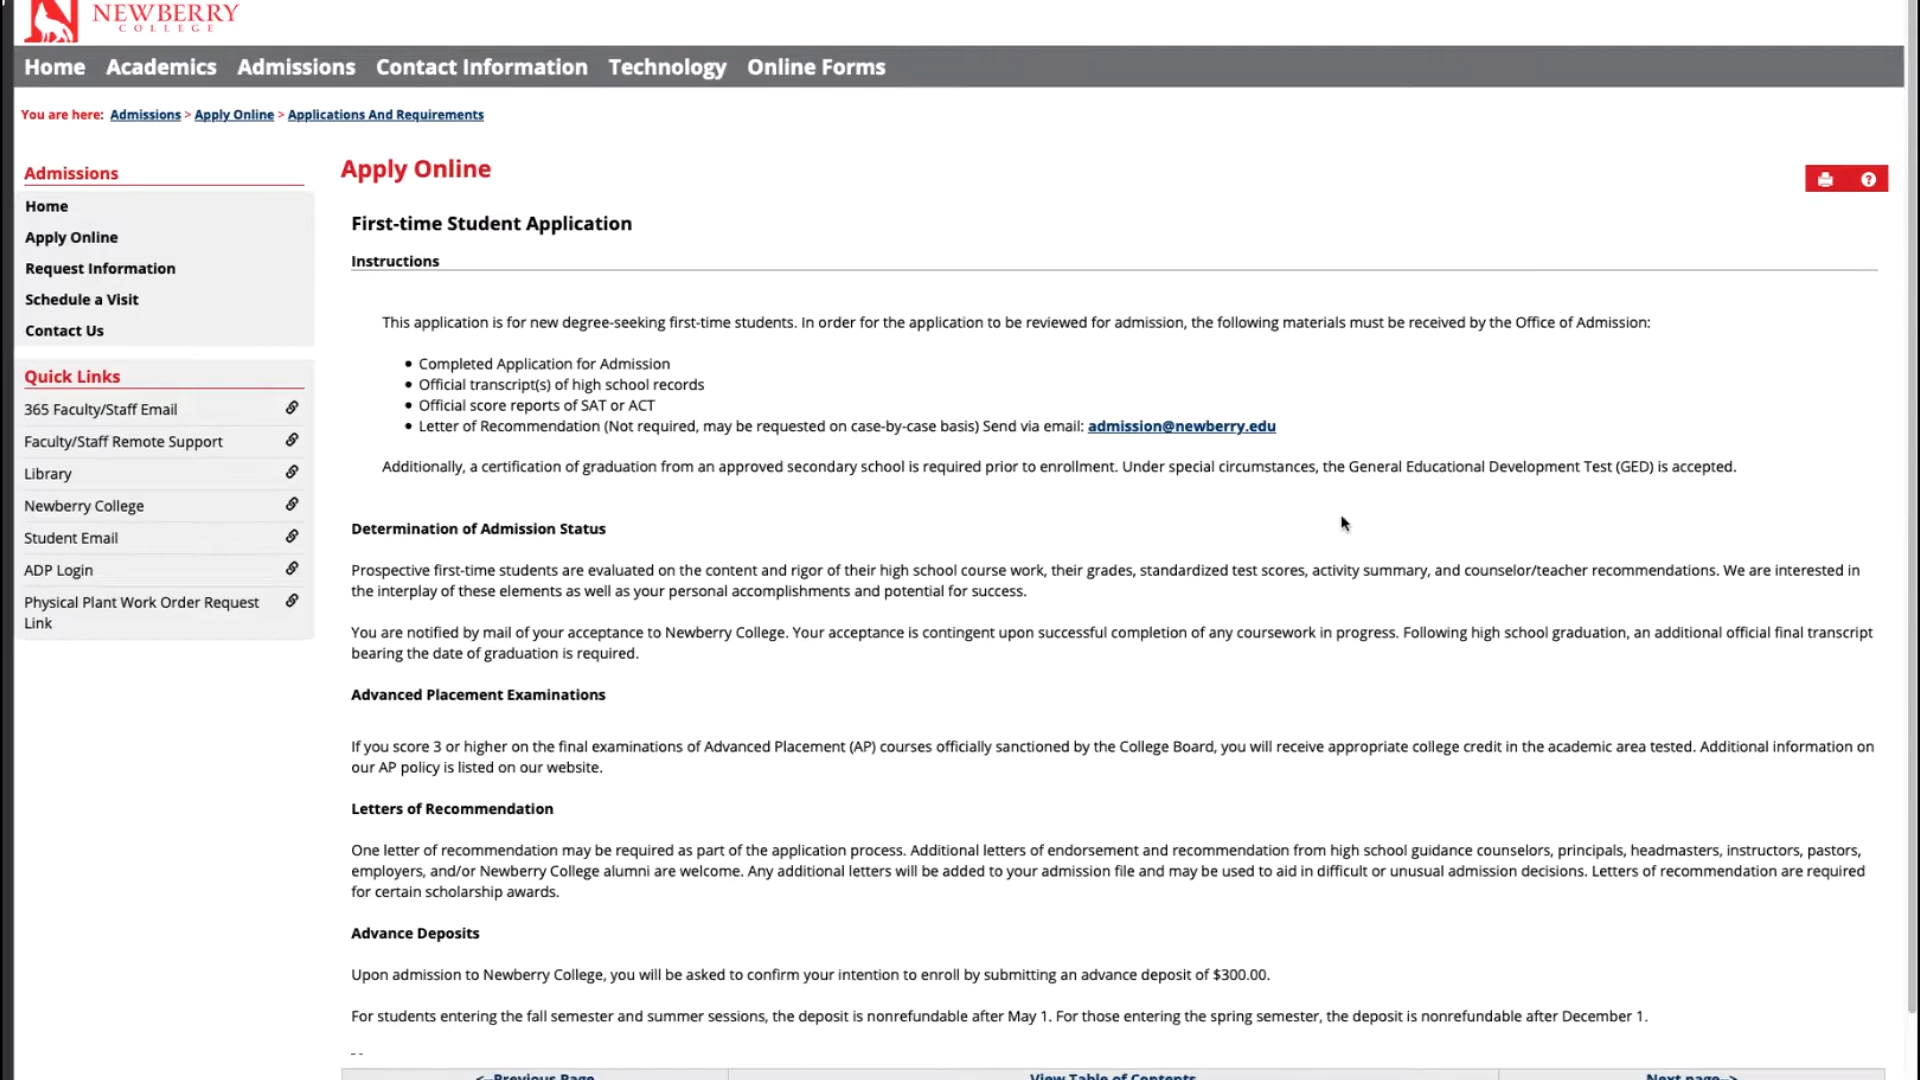 NEWBERRY
COLLEGE
Home Academics Admissions Contact Information Technology Online Forms
You are here: Admissions > Apply Online > Applications And Requirements
Admissions
Home
Apply Online
Request Information
Schedule a Visit
Contact Us
Quick Links
365 Faculty/Staff Email
Faculty/Staff Remote Support
Library
Newberry College
Student Email
ADP Login
Physical Plant Work Order Request
Link
Apply Online
First-time Student Application
Instructions
This application is for new degree-seeking first-time students. In order for the application to be reviewed for admission, the following materials must be received by the Office of Admission:
• Completed Application for Admission
• Official transcript(s) of high school records
• Official score reports of SAT or ACT
• Letter of Recommendation (Not required, may be requested on case-by-case basis) Send via email: admission@newberry.edu
Additionally, a certification of graduation from an approved secondary school is required prior to enrollment. Under special circumstances, the General Educational Development Test (GED) is accepted.
Determination of Admission Status
Prospective first-time students are evaluated on the content and rigor of their high school course work, their grades, standardized test scores, activity summary, and counselor/teacher recommendations. We are interested in
the interplay of these elements as well as your personal accomplishments and potential for success.
You are notified by mail of your acceptance to Newberry College. Your acceptance is contingent upon successful completion of any coursework in progress. Following high school graduation, an additional official final transcript
bearing the date of graduation is required.
Advanced Placement Examinations
If you score 3 or higher on the final examinations of Advanced Placement (AP) courses officially sanctioned by the College Board, you will receive appropriate college credit in the academic area tested. Additional information on
our AP policy is listed on our website.
Letters of Recommendation
One letter of recommendation may be required as part of the application process. Additional letters of endorsement and recommendation from high school guidance counselors, principals, headmasters, instructors, pastors,
employers, and/or Newberry College alumni are welcome. Any additional letters will be added to your admission file and may be used to aid in difficult or unusual admission decisions. Letters of recommendation are required
for certain scholarship awards.
Advance Deposits
Upon admission to Newberry College, you will be asked to confirm your intention to enroll by submitting an advance deposit of $300.00.
For students entering the fall semester and summer sessions, the deposit is nonrefundable after May 1. For those entering the spring semester, the deposit is nonrefundable after December 1.
- -
<--Previous Page View Table of Contents Next page-->